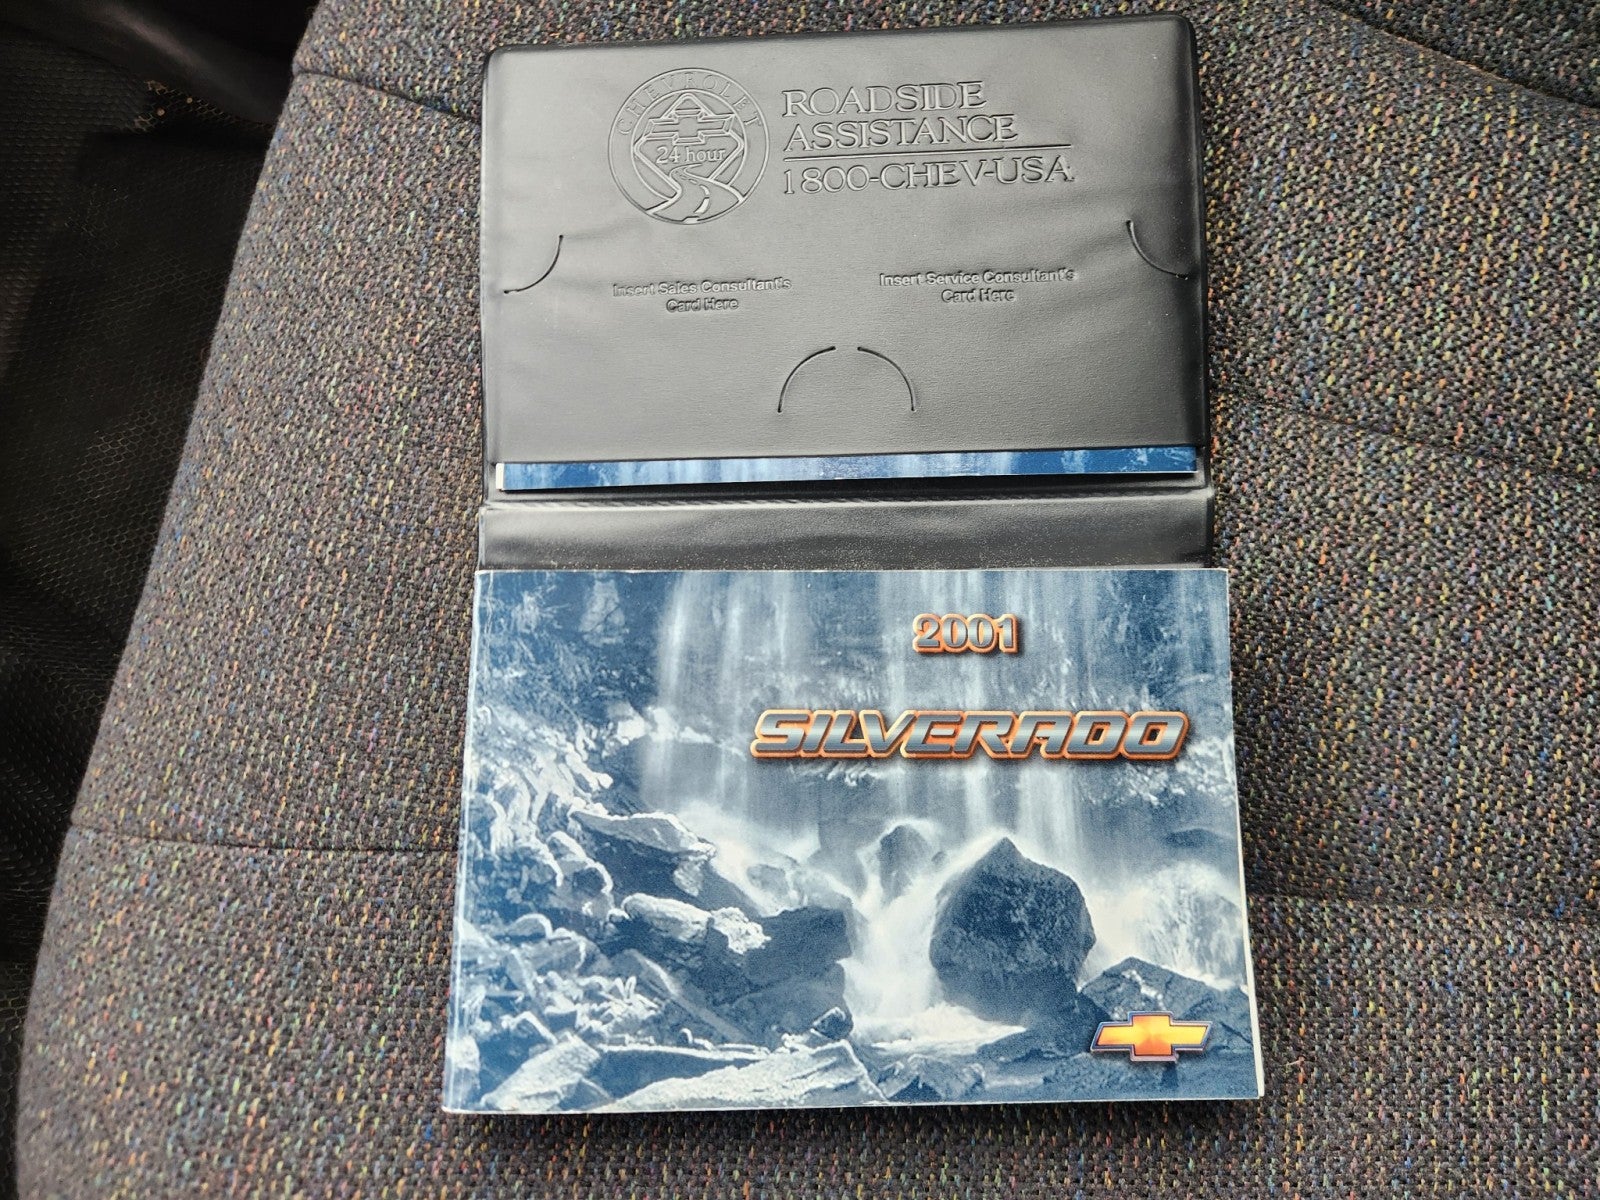 CHEVROLET
24 hour
ROADSIDE
ASSISTANCE
1800-CHEV-USA
Insert Sales Consultant's
Card Here
Insert Service Consultant's
Card Here
2001
SILVERADO